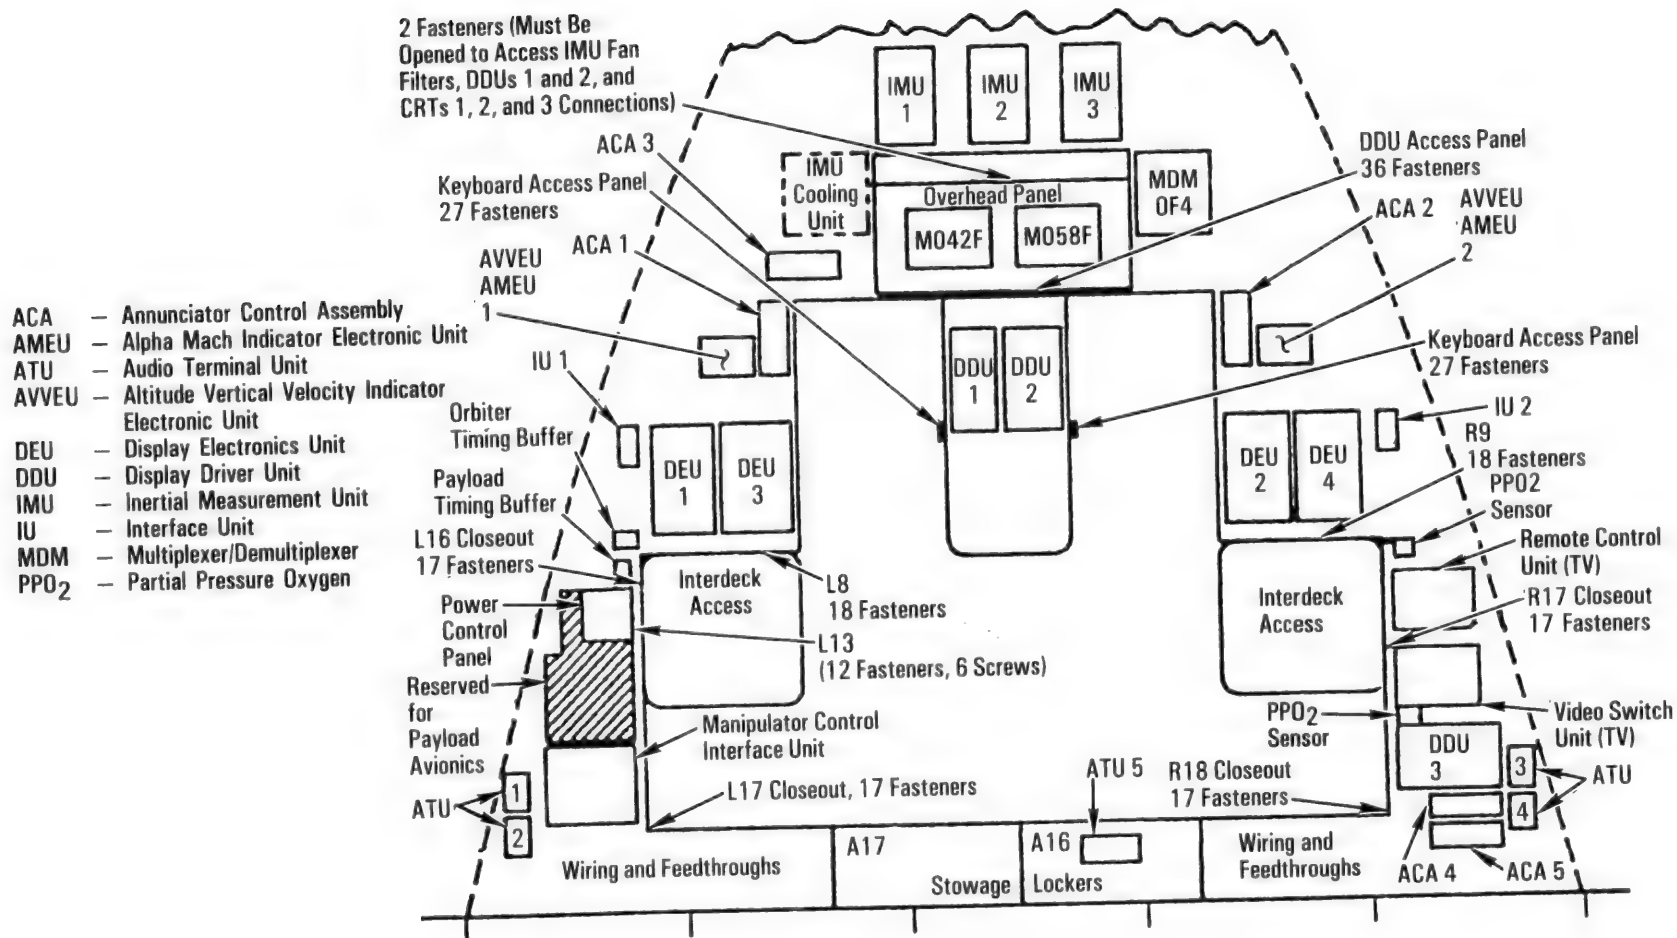 2 Fasteners (Must Be
Opened to Access IMU Fan
Filters, DDUs 1 and 2, and
CRTs 1, 2, and 3 Connections)
ACA 3
Keyboard Access Panel
27 Fasteners
ACA 1
AVVEU
AMEU
1
IMU
1
IMU
2
IMU
3
IMU
Cooling
Unit
Overhead Panel
M042F
M058F
MDM
OF4
DDU Access Panel
36 Fasteners
ACA 2
AVVEU
AMEU
2
ACA – Annunciator Control Assembly
AMEU – Alpha Mach Indicator Electronic Unit
ATU – Audio Terminal Unit
AVVEU – Altitude Vertical Velocity Indicator
Electronic Unit
DEU – Display Electronics Unit
DDU – Display Driver Unit
IMU – Inertial Measurement Unit
IU – Interface Unit
MDM – Multiplexer/Demultiplexer
PPO2 – Partial Pressure Oxygen
IU 1
Orbiter
Timing Buffer
Payload
Timing Buffer
L16 Closeout
17 Fasteners
Power
Control
Panel
Reserved
for
Payload
Avionics
ATU
1
2
DEU
1
DEU
3
DDU
1
DDU
2
Keyboard Access Panel
27 Fasteners
IU 2
DEU
2
DEU
4
R9
18 Fasteners
PPO2
Sensor
Remote Control
Unit (TV)
R17 Closeout
17 Fasteners
Interdeck
Access
L8
18 Fasteners
L13
(12 Fasteners, 6 Screws)
Interdeck
Access
Manipulator Control
Interface Unit
L17 Closeout, 17 Fasteners
PPO2
Sensor
Video Switch
Unit (TV)
DDU
3
3
4
ATU
ATU 5
R18 Closeout
17 Fasteners
Wiring and Feedthroughs
A17
Stowage
A16
Lockers
Wiring and
Feedthroughs
ACA 4
ACA 5